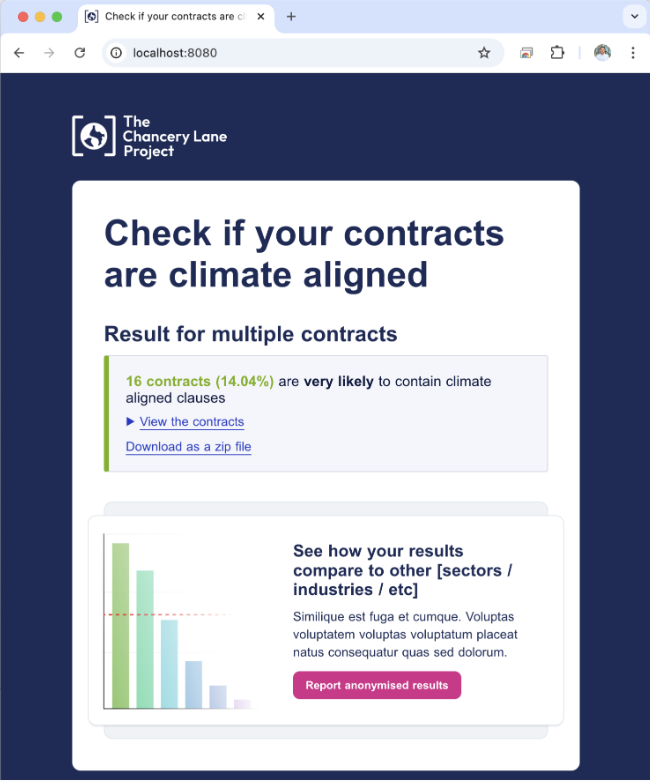 Check if your contracts are cl
localhost:8080
The
Chancery Lane
Project
Check if your contracts
are climate aligned
Result for multiple contracts
16 contracts (14.04%) are very likely to contain climate
aligned clauses
View the contracts
Download as a zip file
See how your results
compare to other [sectors /
industries / etc]
Similique est fuga et cumque. Voluptas
voluptatem voluptas voluptatum placeat
natus consequatur quas sed dolorum.
Report anonymised results